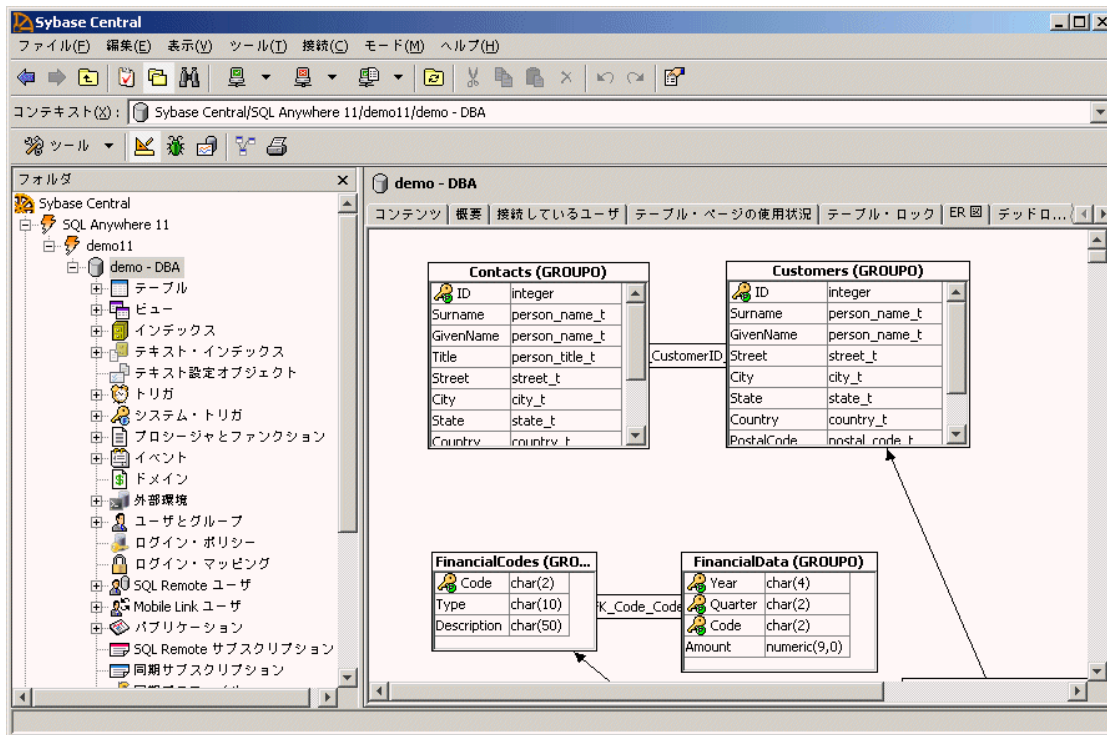 Sybase Central
ファイル(F) 編集(E) 表示(V) ツール(T) 接続(C) モード(M) ヘルプ(H)
コンテキスト(X): Sybase Central/SQL Anywhere 11/demo11/demo - DBA
ツール
フォルダ
Sybase Central
SQL Anywhere 11
demo11
demo - DBA
テーブル
ビュー
インデックス
テキスト・インデックス
テキスト設定オブジェクト
トリガ
システム・トリガ
プロシージャとファンクション
イベント
ドメイン
外部環境
ユーザとグループ
ログイン・ポリシー
ログイン・マッピング
SQL Remote ユーザ
Mobile Link ユーザ
パブリケーション
SQL Remote サブスクリプション
同期サブスクリプション
demo - DBA
コンテンツ 概要 接続しているユーザ テーブル・ページの使用状況 テーブル・ロック ER 図 デッドロ...
Contacts (GROUPO)
ID integer
Surname person_name_t
GivenName person_name_t
Title person_title_t
Street street_t
City city_t
State state_t
Country country_t
_CustomerID_
Customers (GROUPO)
ID integer
Surname person_name_t
GivenName person_name_t
Street street_t
City city_t
State state_t
Country country_t
PostalCode postal_code_t
FinancialCodes (GRO...
Code char(2)
Type char(10)
Description char(50)
FK_Code_Code
FinancialData (GROUPO)
Year char(4)
Quarter char(2)
Code char(2)
Amount numeric(9,0)